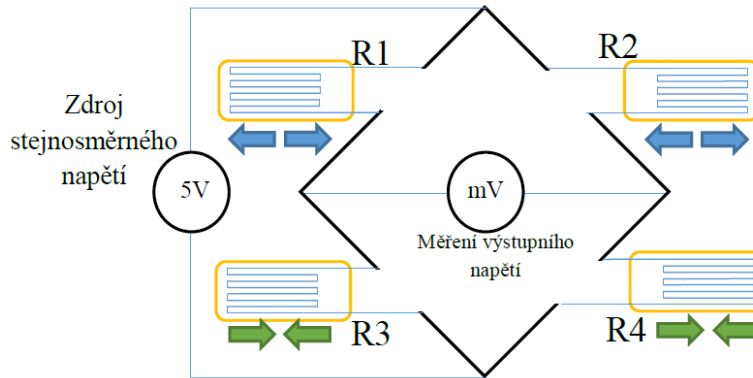 R1
R2
Zdroj
stejnosměrného
napětí
5V
mV
Měření výstupního
napětí
R3
R4